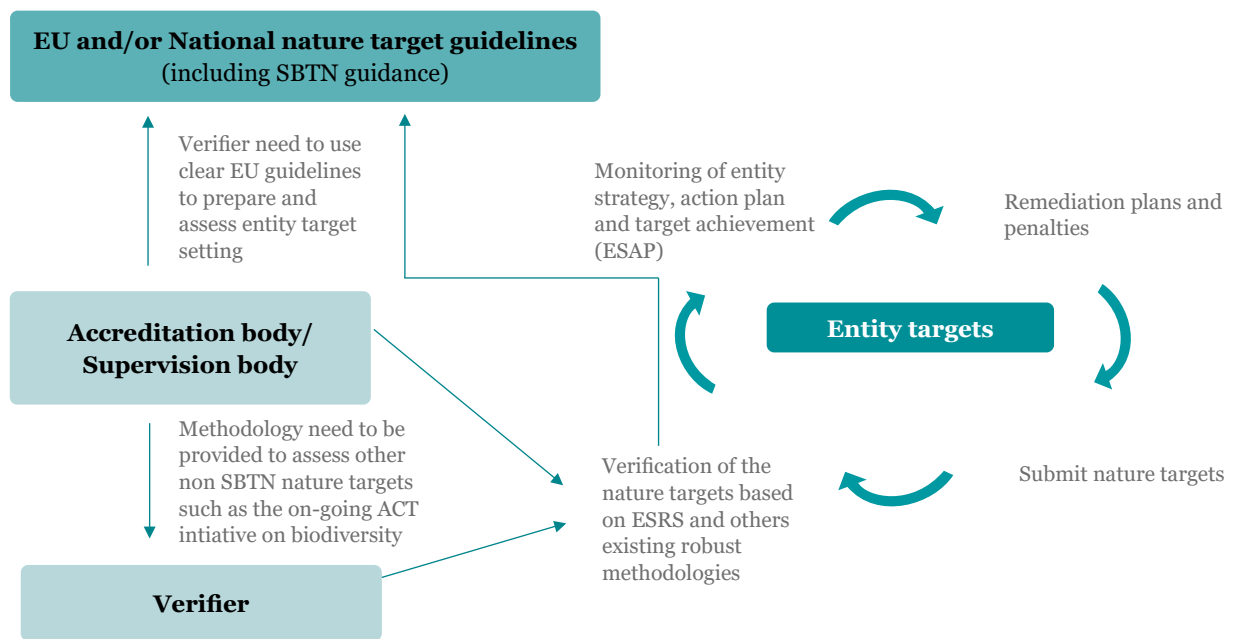 EU and/or National nature target guidelines
(including SBTN guidance)
Verifier need to use
clear EU guidelines
to prepare and
assess entity target
setting
Monitoring of entity
strategy, action plan
and target achievement
(ESAP)
Remediation plans and
penalties
Accreditation body/
Supervision body
Entity targets
Methodology need to be
provided to assess other
non SBTN nature targets
such as the on-going ACT
intiative on biodiversity
Verification of the
nature targets based
on ESRS and others
existing robust
methodologies
Submit nature targets
Verifier